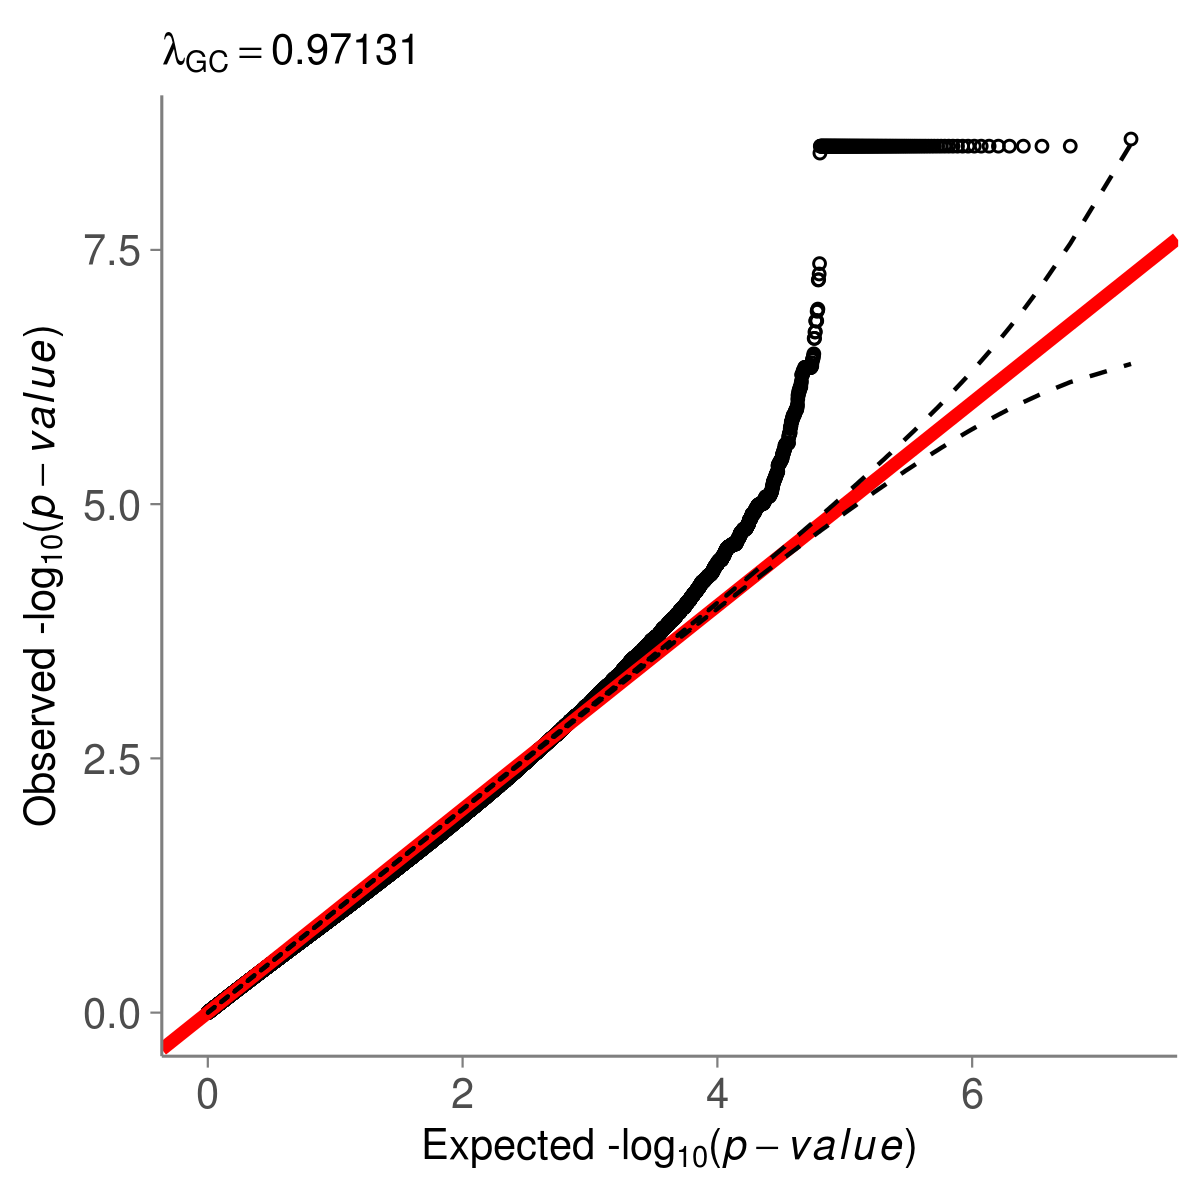 λGC = 0.97131
7.5
5.0
2.5
0.0
Observed -log10(p − value)
0 2 4 6
Expected -log10(p − value)